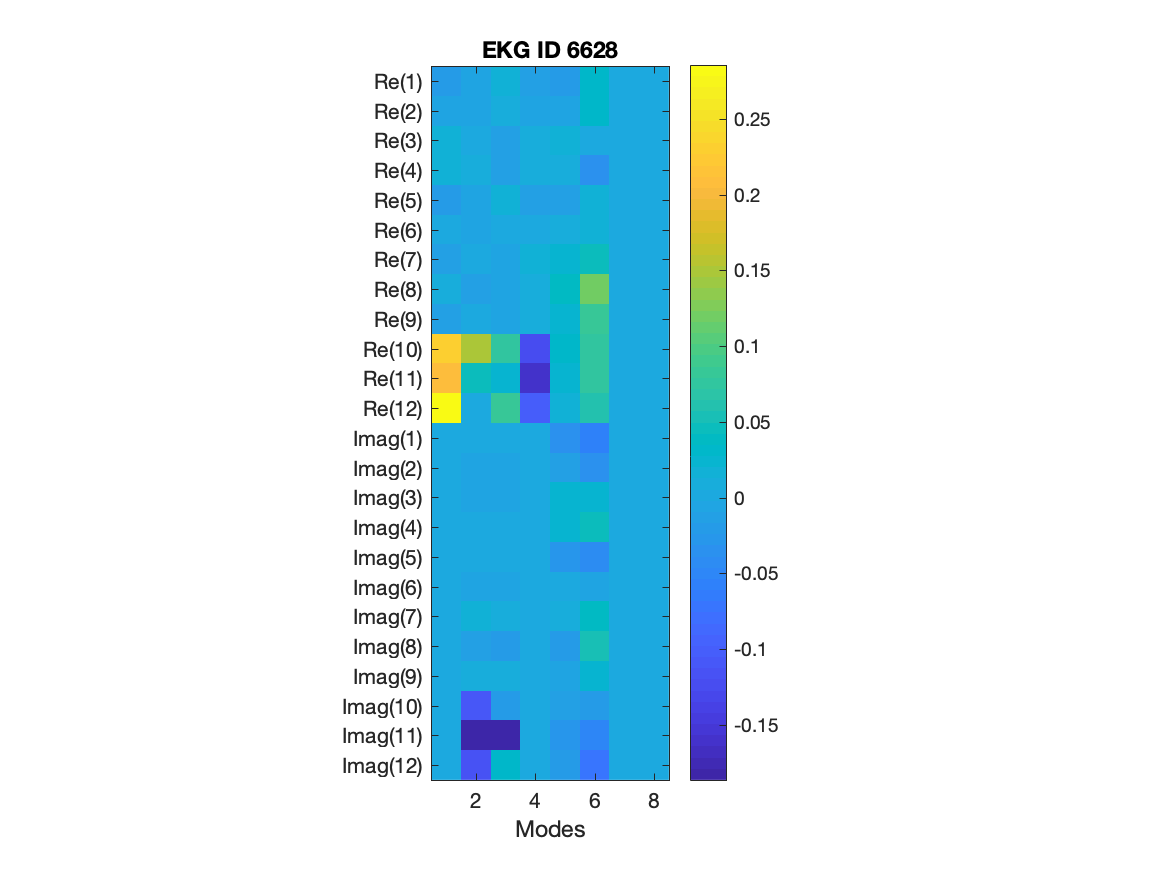 EKG ID 6628
Re(1)
Re(2)
Re(3)
Re(4)
Re(5)
Re(6)
Re(7)
Re(8)
Re(9)
Re(10)
Re(11)
Re(12)
Imag(1)
Imag(2)
Imag(3)
Imag(4)
Imag(5)
Imag(6)
Imag(7)
Imag(8)
Imag(9)
Imag(10)
Imag(11)
Imag(12)
2 4 6 8
Modes
0.25
0.2
0.15
0.1
0.05
0
-0.05
-0.1
-0.15